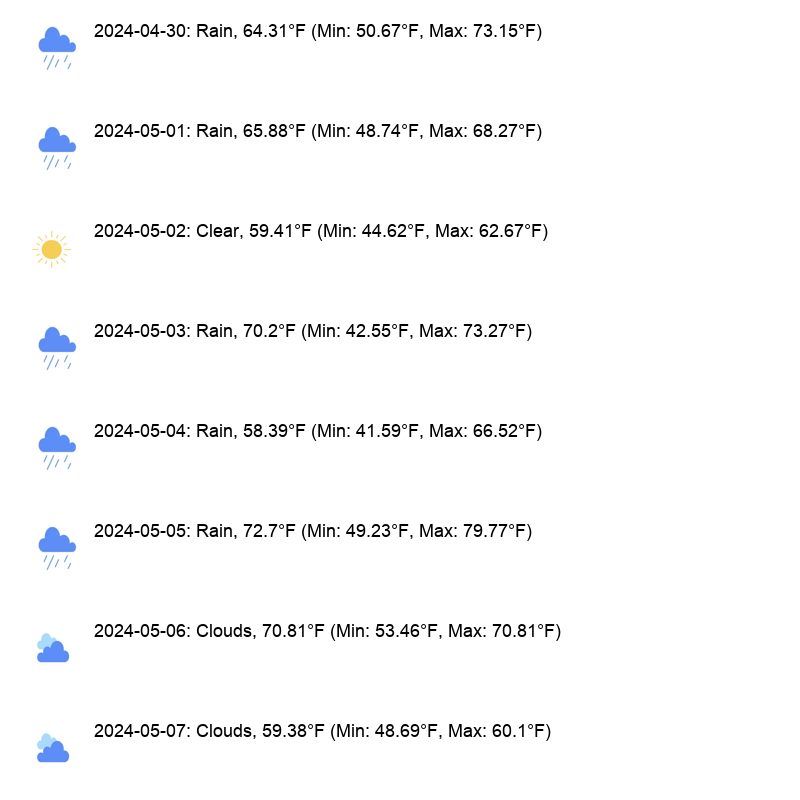 2024-04-30: Rain, 64.31°F (Min: 50.67°F, Max: 73.15°F)
2024-05-01: Rain, 65.88°F (Min: 48.74°F, Max: 68.27°F)
2024-05-02: Clear, 59.41°F (Min: 44.62°F, Max: 62.67°F)
2024-05-03: Rain, 70.2°F (Min: 42.55°F, Max: 73.27°F)
2024-05-04: Rain, 58.39°F (Min: 41.59°F, Max: 66.52°F)
2024-05-05: Rain, 72.7°F (Min: 49.23°F, Max: 79.77°F)
2024-05-06: Clouds, 70.81°F (Min: 53.46°F, Max: 70.81°F)
2024-05-07: Clouds, 59.38°F (Min: 48.69°F, Max: 60.1°F)